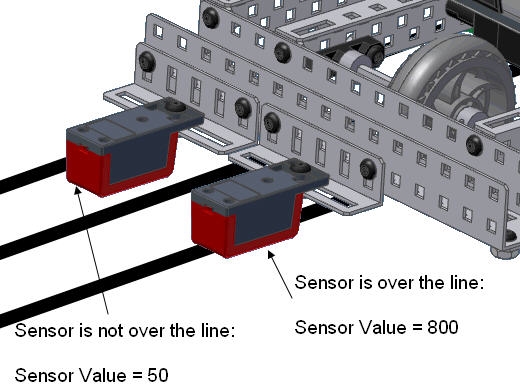 Sensor is over the line:
Sensor Value = 800
Sensor is not over the line:
Sensor Value = 50